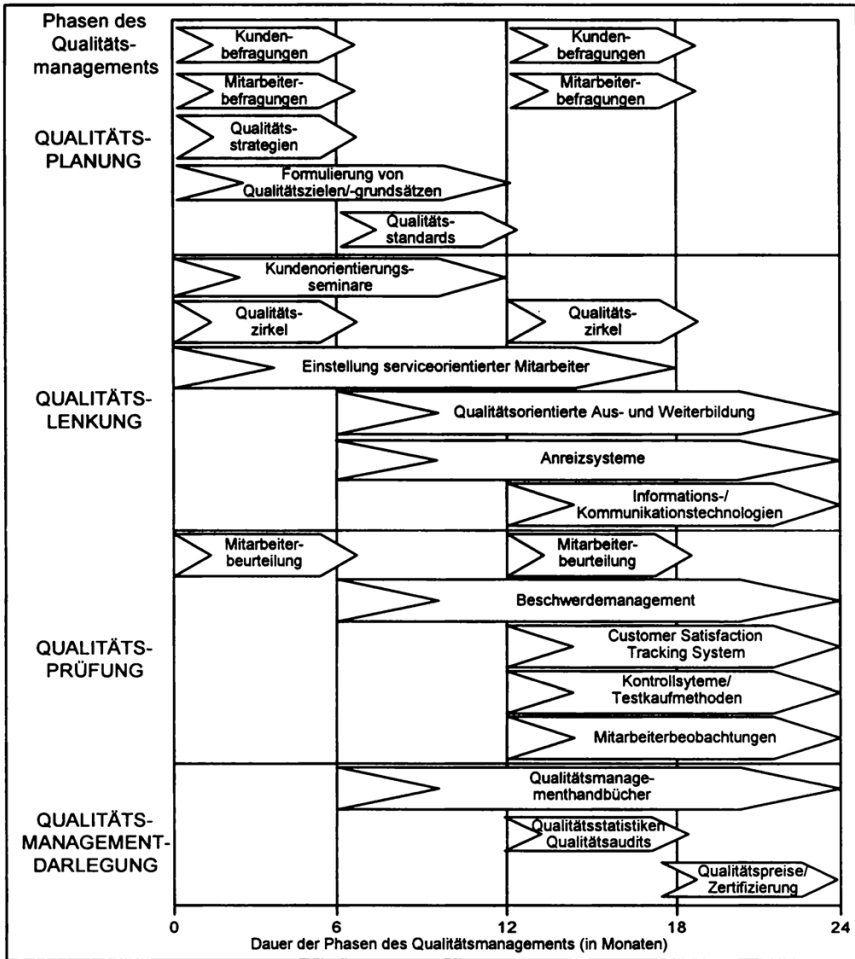 Phasen des
Qualitäts-
managements
Kunden-
befragungen
Kunden-
befragungen
Mitarbeiter-
befragungen
Mitarbeiter-
befragungen
QUALITÄTS-
PLANUNG
Qualitäts-
strategien
Formulierung von
Qualitätszielen/-grundsätzen
Qualitäts-
standards
QUALITÄTS-
LENKUNG
Kundenorientierungs-
seminare
Qualitäts-
zirkel
Qualitäts-
zirkel
Einstellung serviceorientierter Mitarbeiter
Qualitätsorientierte Aus- und Weiterbildung
Anreizsysteme
Informations-/
Kommunikationstechnologien
QUALITÄTS-
PRÜFUNG
Mitarbeiter-
beurteilung
Mitarbeiter-
beurteilung
Beschwerdemanagement
Customer Satisfaction
Tracking System
Kontrollsyteme/
Testkaufmethoden
Mitarbeiterbeobachtungen
QUALITÄTS-
MANAGEMENT-
DARLEGUNG
Qualitätsmanage-
menthandbücher
Qualitätsstatistiken
Qualitätsaudits
Qualitätspreise/
Zertifizierung
0 6 12 18 24
Dauer der Phasen des Qualitätsmanagements (in Monaten)